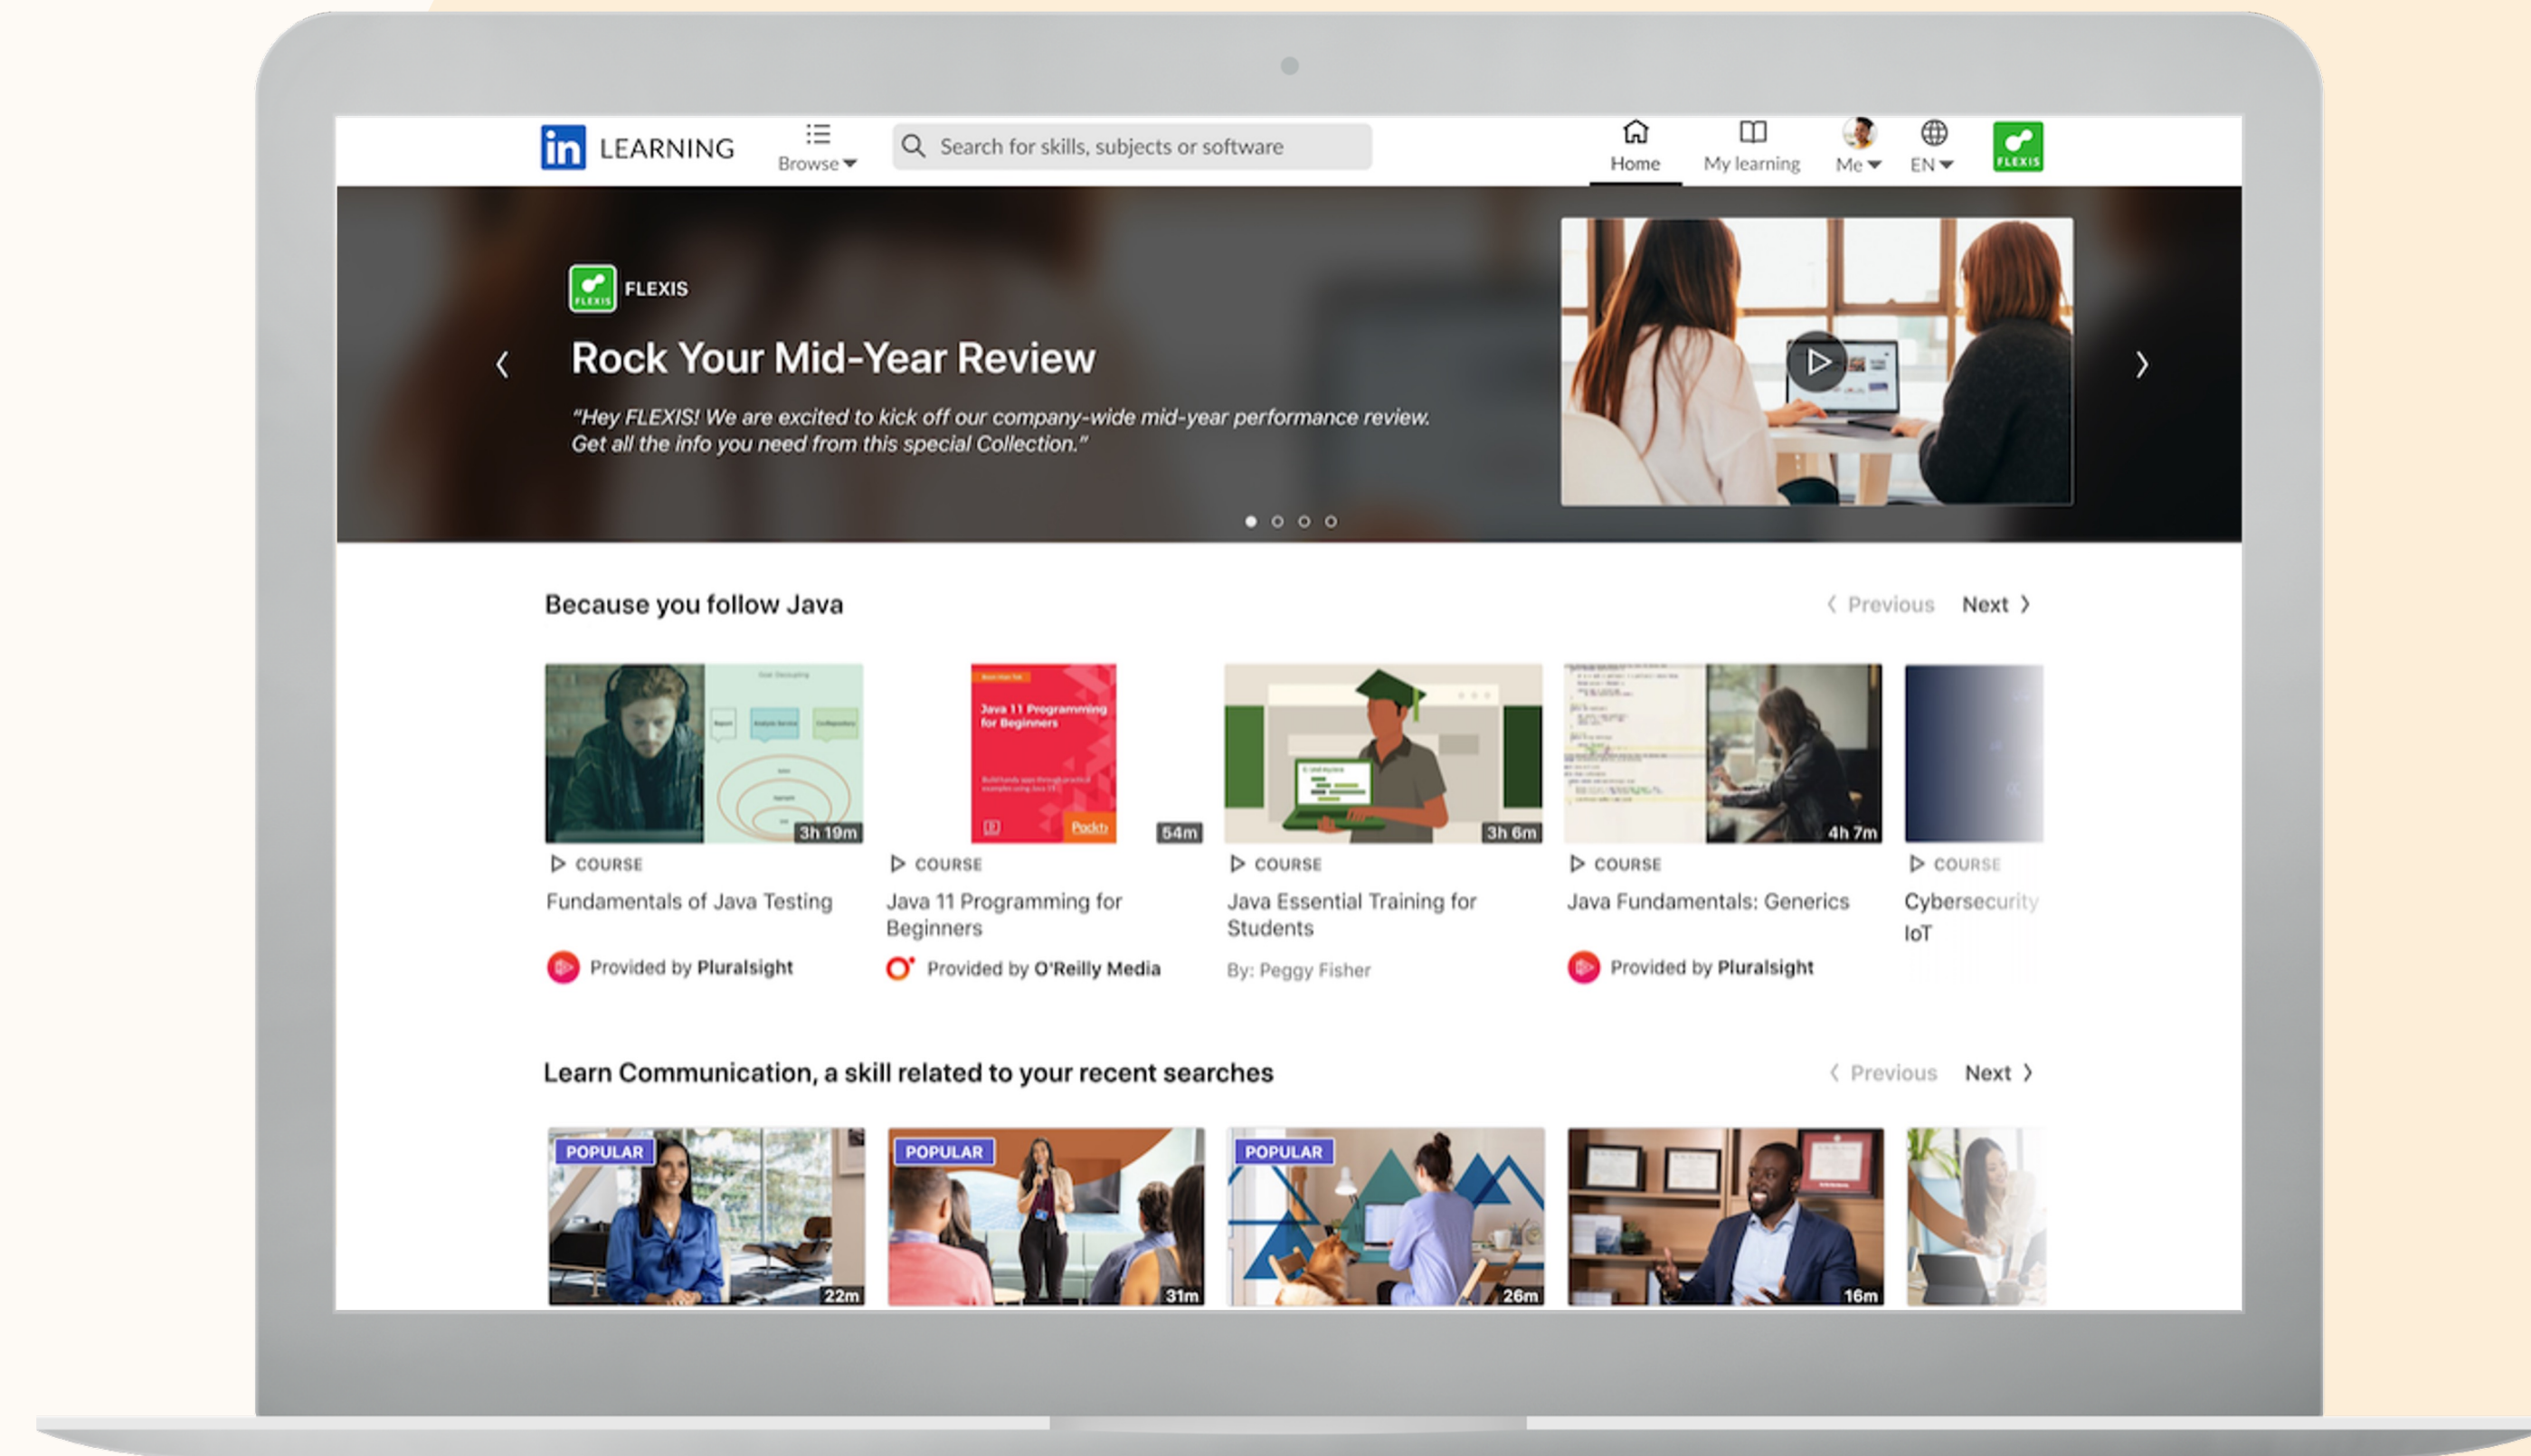 in LEARNING
Browse
Search for skills, subjects or software
Home
My learning
Me
EN
FLEXIS
FLEXIS
FLEXIS
Rock Your Mid-Year Review
"Hey FLEXIS! We are excited to kick off our company-wide mid-year performance review.
Get all the info you need from this special Collection."
Because you follow Java
Previous
Next
Java 11 Programming
for Beginners
Packt>
3h 19m
54m
3h 6m
4h 7m
COURSE
COURSE
COURSE
COURSE
COURSE
Fundamentals of Java Testing
Java 11 Programming for
Beginners
Java Essential Training for
Students
Java Fundamentals: Generics
Cybersecurity
IoT
Provided by Pluralsight
Provided by O'Reilly Media
By: Peggy Fisher
Provided by Pluralsight
Learn Communication, a skill related to your recent searches
Previous
Next
POPULAR
POPULAR
POPULAR
22m
31m
26m
16m